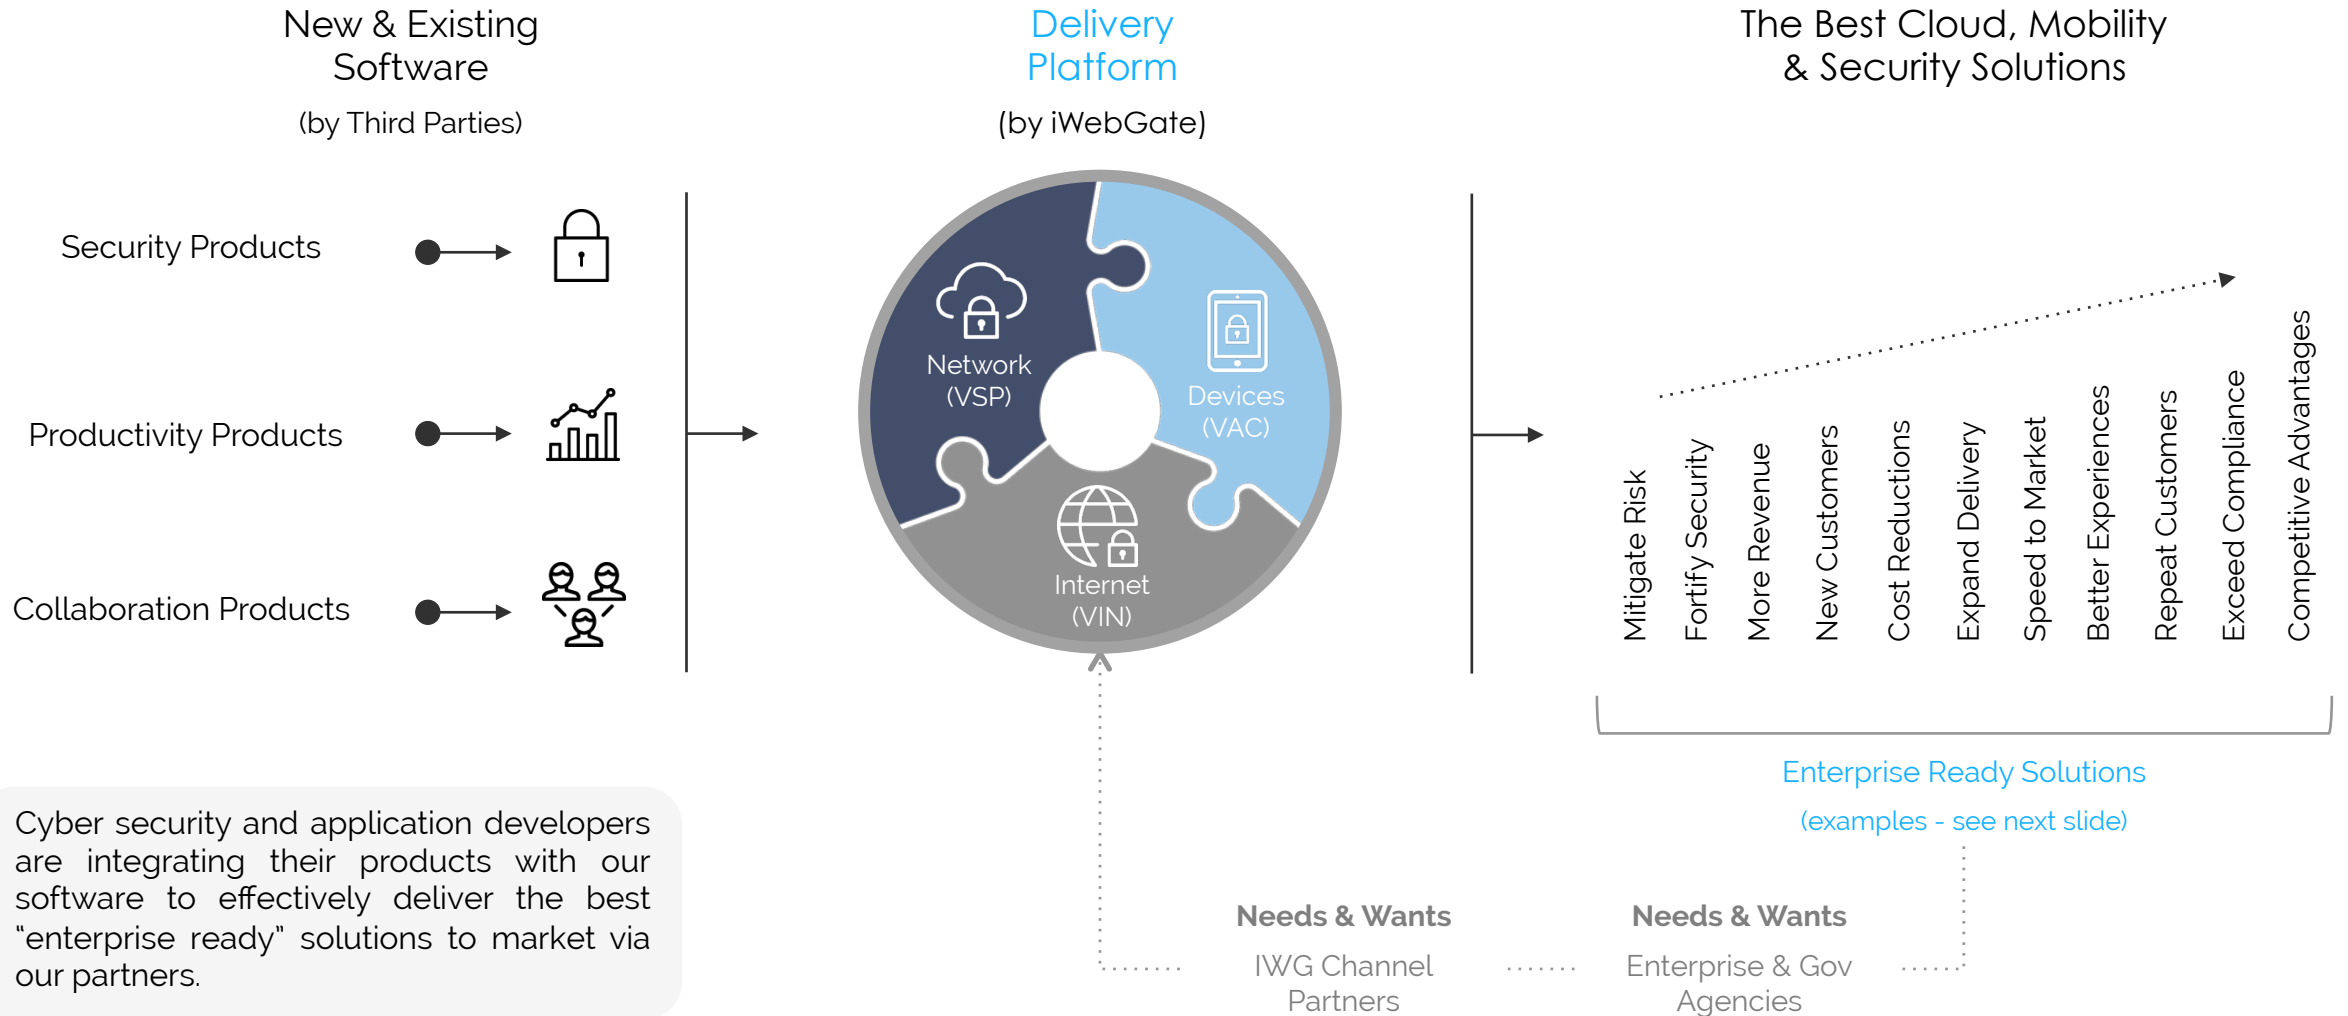 New & Existing
Software
(by Third Parties)
Delivery
Platform
(by iWebGate)
The Best Cloud, Mobility
& Security Solutions
Security Products
Productivity Products
Collaboration Products
Network
(VSP)
Devices
(VAC)
Internet
(VIN)
Mitigate Risk
Fortify Security
More Revenue
New Customers
Cost Reductions
Expand Delivery
Speed to Market
Better Experiences
Repeat Customers
Exceed Compliance
Competitive Advantages
Enterprise Ready Solutions
(examples - see next slide)
Cyber security and application developers
are integrating their products with our
software to effectively deliver the best
“enterprise ready” solutions to market via
our partners.
Needs & Wants
IWG Channel
Partners
Needs & Wants
Enterprise & Gov
Agencies